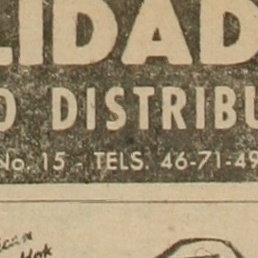 LIDAD
O DISTRIBU
No. 15 - TELS. 46-71-49